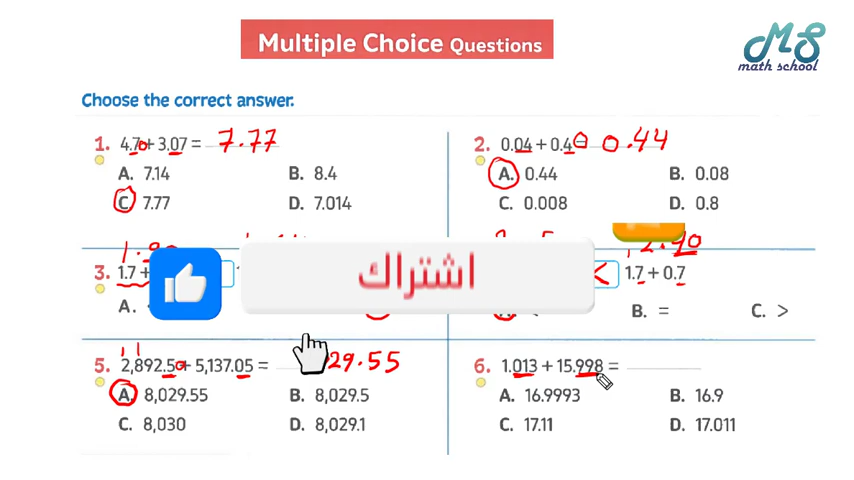 Multiple Choice Questions
MS
math school
Choose the correct answer.
1. 4.70 + 3.07 = 7.77
A. 7.14 B. 8.4
C. 7.77 D. 7.014
2. 0.04 + 0.40 = 0.44
A. 0.44 B. 0.08
C. 0.008 D. 0.8
3. 1.7 +
A.
اشتراك
< 1.7 + 0.7
B. = C. >
5. 2,892.50 + 5,137.05 = 29.55
A. 8,029.55 B. 8,029.5
C. 8,030 D. 8,029.1
6. 1.013 + 15.998 =
A. 16.9993 B. 16.9
C. 17.11 D. 17.011